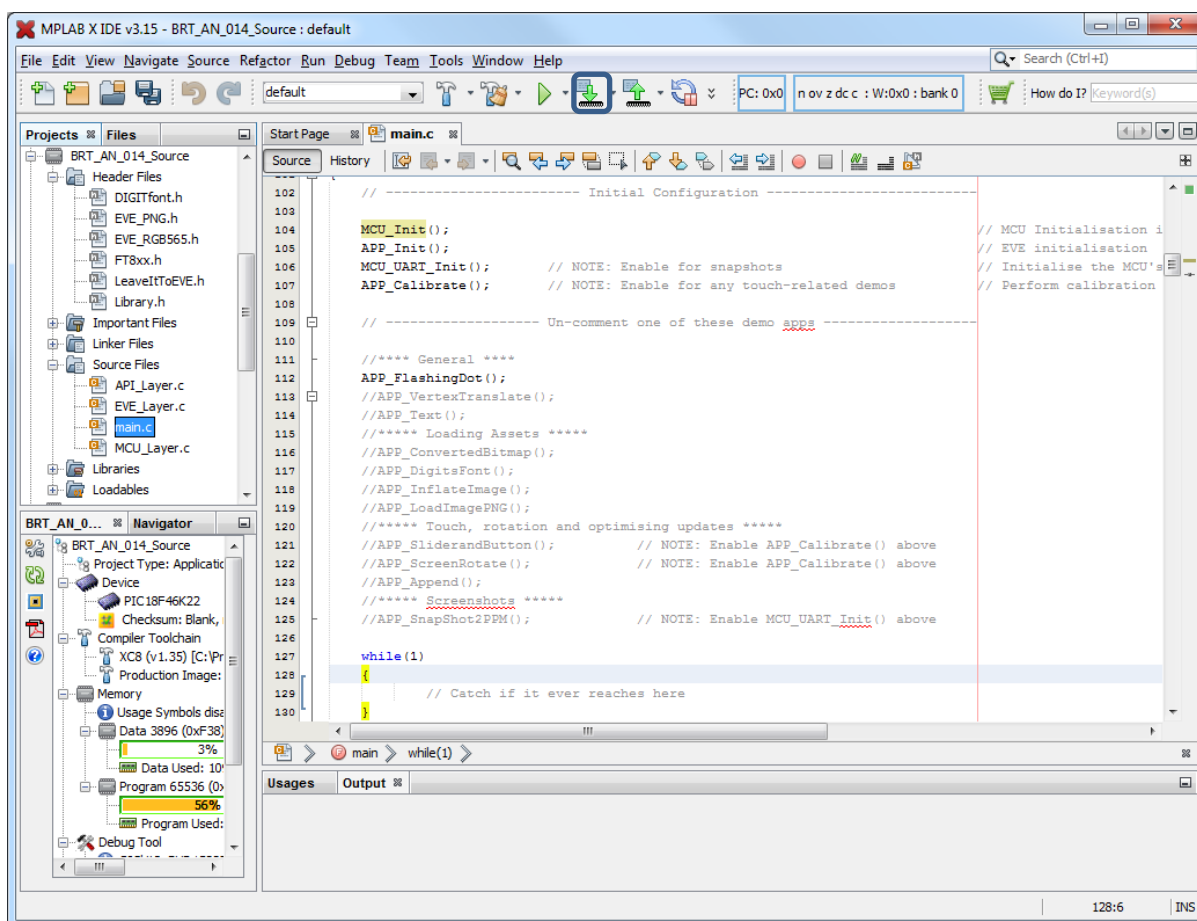 MPLAB X IDE v3.15 - BRT_AN_014_Source : default
File Edit View Navigate Source Refactor Run Debug Team Tools Window Help
Search (Ctrl+I)
default
PC: 0x0
n ov z dc c : W:0x0 : bank 0
How do I? Keyword(s)
Projects Files
BRT_AN_014_Source
Header Files
DIGITfont.h
EVE_PNG.h
EVE_RGB565.h
FT8xx.h
LeaveItToEVE.h
Library.h
Important Files
Linker Files
Source Files
API_Layer.c
EVE_Layer.c
main.c
MCU_Layer.c
Libraries
Loadables
BRT_AN_0... Navigator
BRT_AN_014_Source
Project Type: Applicatic
Device
PIC18F46K22
Checksum: Blank,
Compiler Toolchain
XC8 (v1.35) [C:\Pr
Production Image:
Memory
Usage Symbols disa
Data 3896 (0xF38)
3%
Data Used: 10
Program 65536 (0x
56%
Program Used:
Debug Tool
Start Page main.c
Source History
102 // ----------------------- Initial Configuration -------------------------
103
104 MCU_Init(); // MCU Initialisation i
105 APP_Init(); // EVE initialisation
106 MCU_UART_Init(); // NOTE: Enable for snapshots // Initialise the MCU's
107 APP_Calibrate(); // NOTE: Enable for any touch-related demos // Perform calibration
108
109 // ------------------ Un-comment one of these demo apps ------------------
110
111 //**** General ****
112 APP_FlashingDot();
113 //APP_VertexTranslate();
114 //APP_Text();
115 //***** Loading Assets *****
116 //APP_ConvertedBitmap();
117 //APP_DigitsFont();
118 //APP_InflateImage();
119 //APP_LoadImagePNG();
120 //***** Touch, rotation and optimising updates *****
121 //APP_SliderandButton(); // NOTE: Enable APP_Calibrate() above
122 //APP_ScreenRotate(); // NOTE: Enable APP_Calibrate() above
123 //APP_Append();
124 //***** Screenshots *****
125 //APP_SnapShot2PPM(); // NOTE: Enable MCU_UART_Init() above
126
127 while(1)
128 {
129 // Catch if it ever reaches here
130 }
main while(1)
Usages Output
128:6 INS